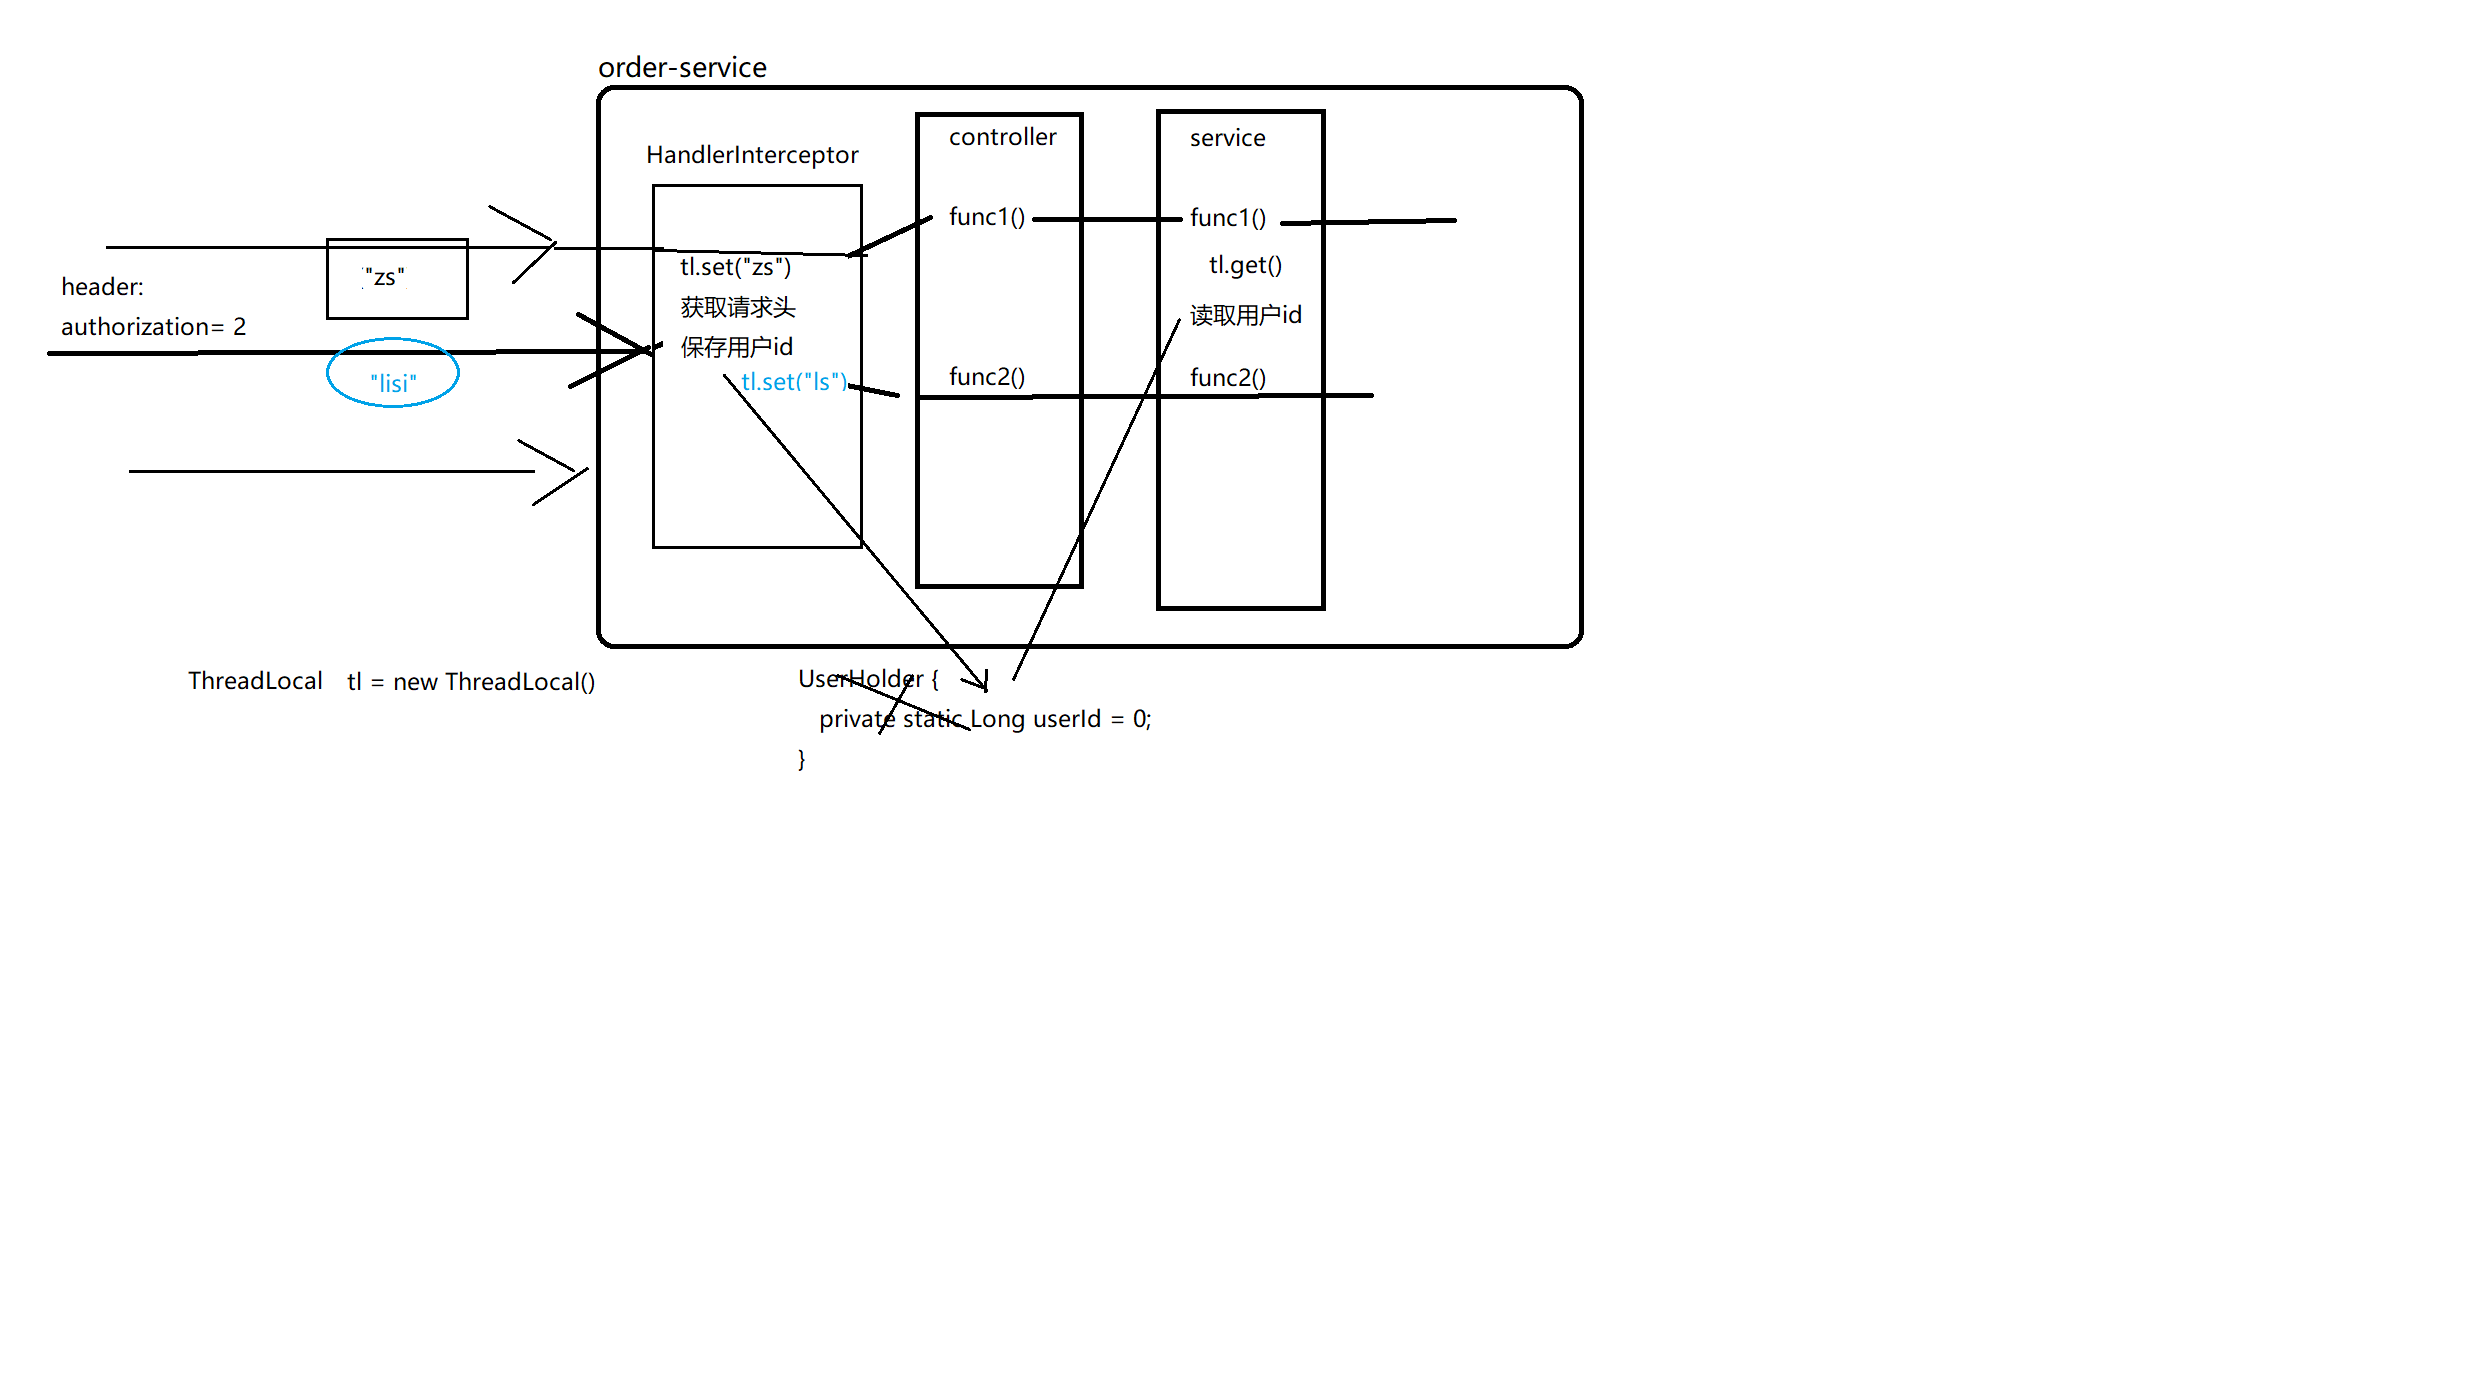 order-service
HandlerInterceptor
controller
service
func1()
func1()
tl.set("zs")
tl.get()
获取请求头
读取用户id
保存用户id
tl.set("ls")
func2()
func2()
"zs"
header:
authorization= 2
"lisi"
ThreadLocal tl = new ThreadLocal()
UserHolder {
private static Long userId = 0;
}